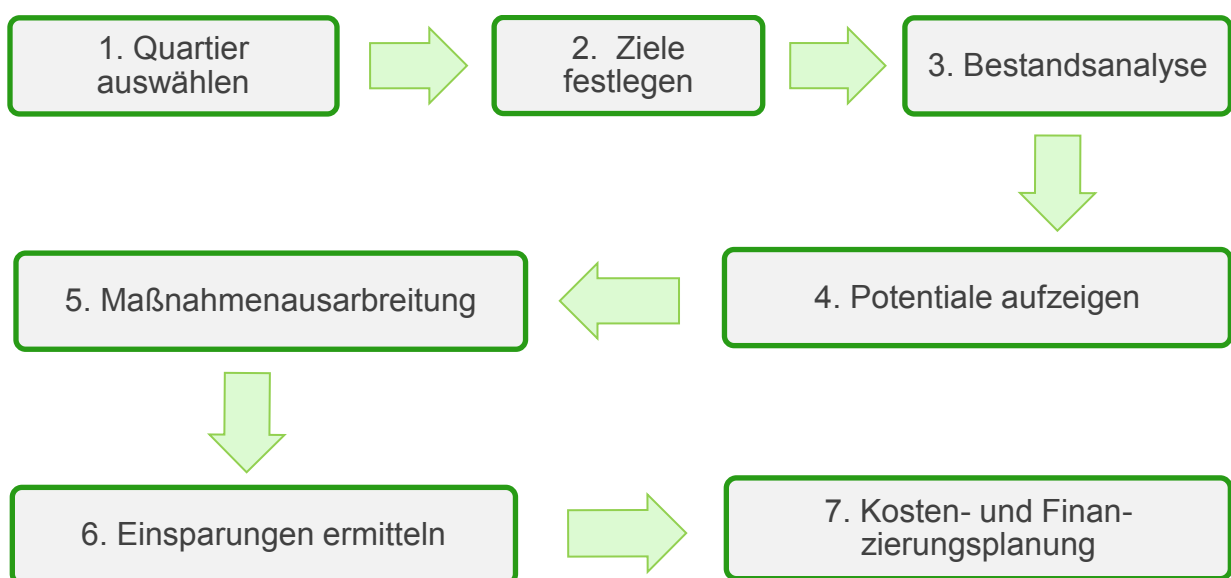 1. Quartier
auswählen
2. Ziele
festlegen
3. Bestandsanalyse
4. Potentiale aufzeigen
5. Maßnahmenausarbreitung
6. Einsparungen ermitteln
7. Kosten- und Finan-
zierungsplanung